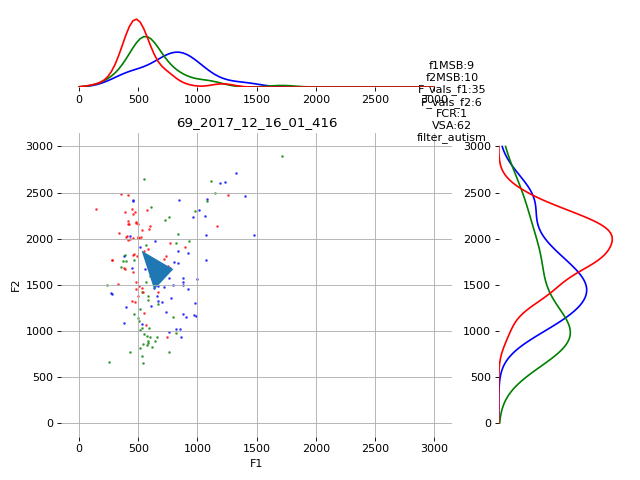 f1MSB:9
f2MSB:10
F_vals_f1:35
F_vals_f2:6
FCR:1
VSA:62
filter_autism
0 500 1000 1500 2000 2500 3000
69_2017_12_16_01_416
3000
2500
2000
1500
1000
500
0
F2
0 500 1000 1500 2000 2500 3000
F1
3000
2500
2000
1500
1000
500
0